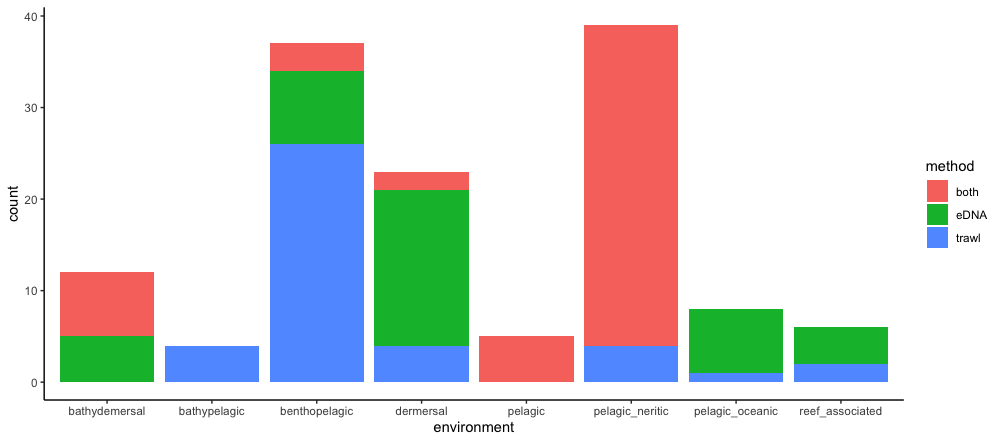 40
30
20
10
0
count
bathydemersal bathypelagic benthopelagic dermersal pelagic pelagic_neritic pelagic_oceanic reef_associated
environment
method
both
eDNA
trawl